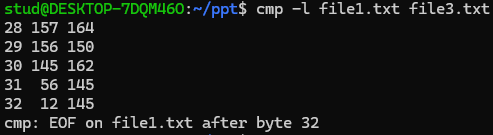 stud@DESKTOP-7DQM46O:~/ppt$ cmp -l file1.txt file3.txt
28 157 164
29 156 150
30 145 162
31  56 145
32  12 145
cmp: EOF on file1.txt after byte 32